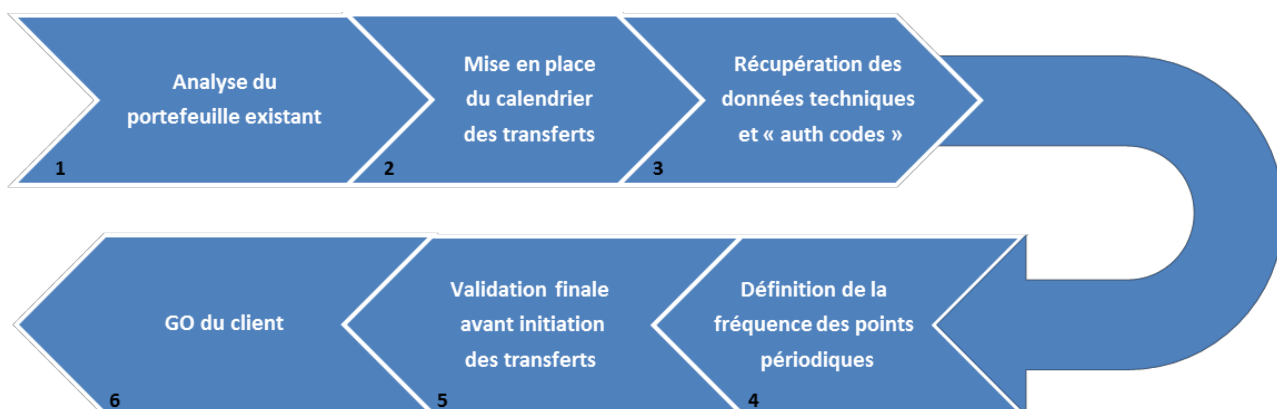 Analyse du
portefeuille existant
1
Mise en place
du calendrier
des transferts
2
Récupération des
données techniques
et « auth codes »
3
Définition de la
fréquence des points
périodiques
4
Validation finale
avant initiation
des transferts
5
GO du client
6